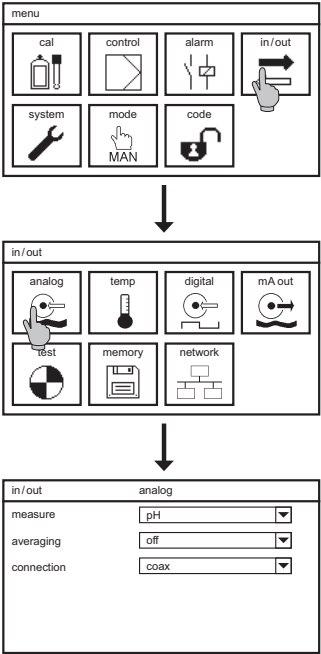 menu
cal control alarm in/out
system mode code
MAN
in/out
analog temp digital mA out
test memory network
in/out analog
measure pH
averaging off
connection coax